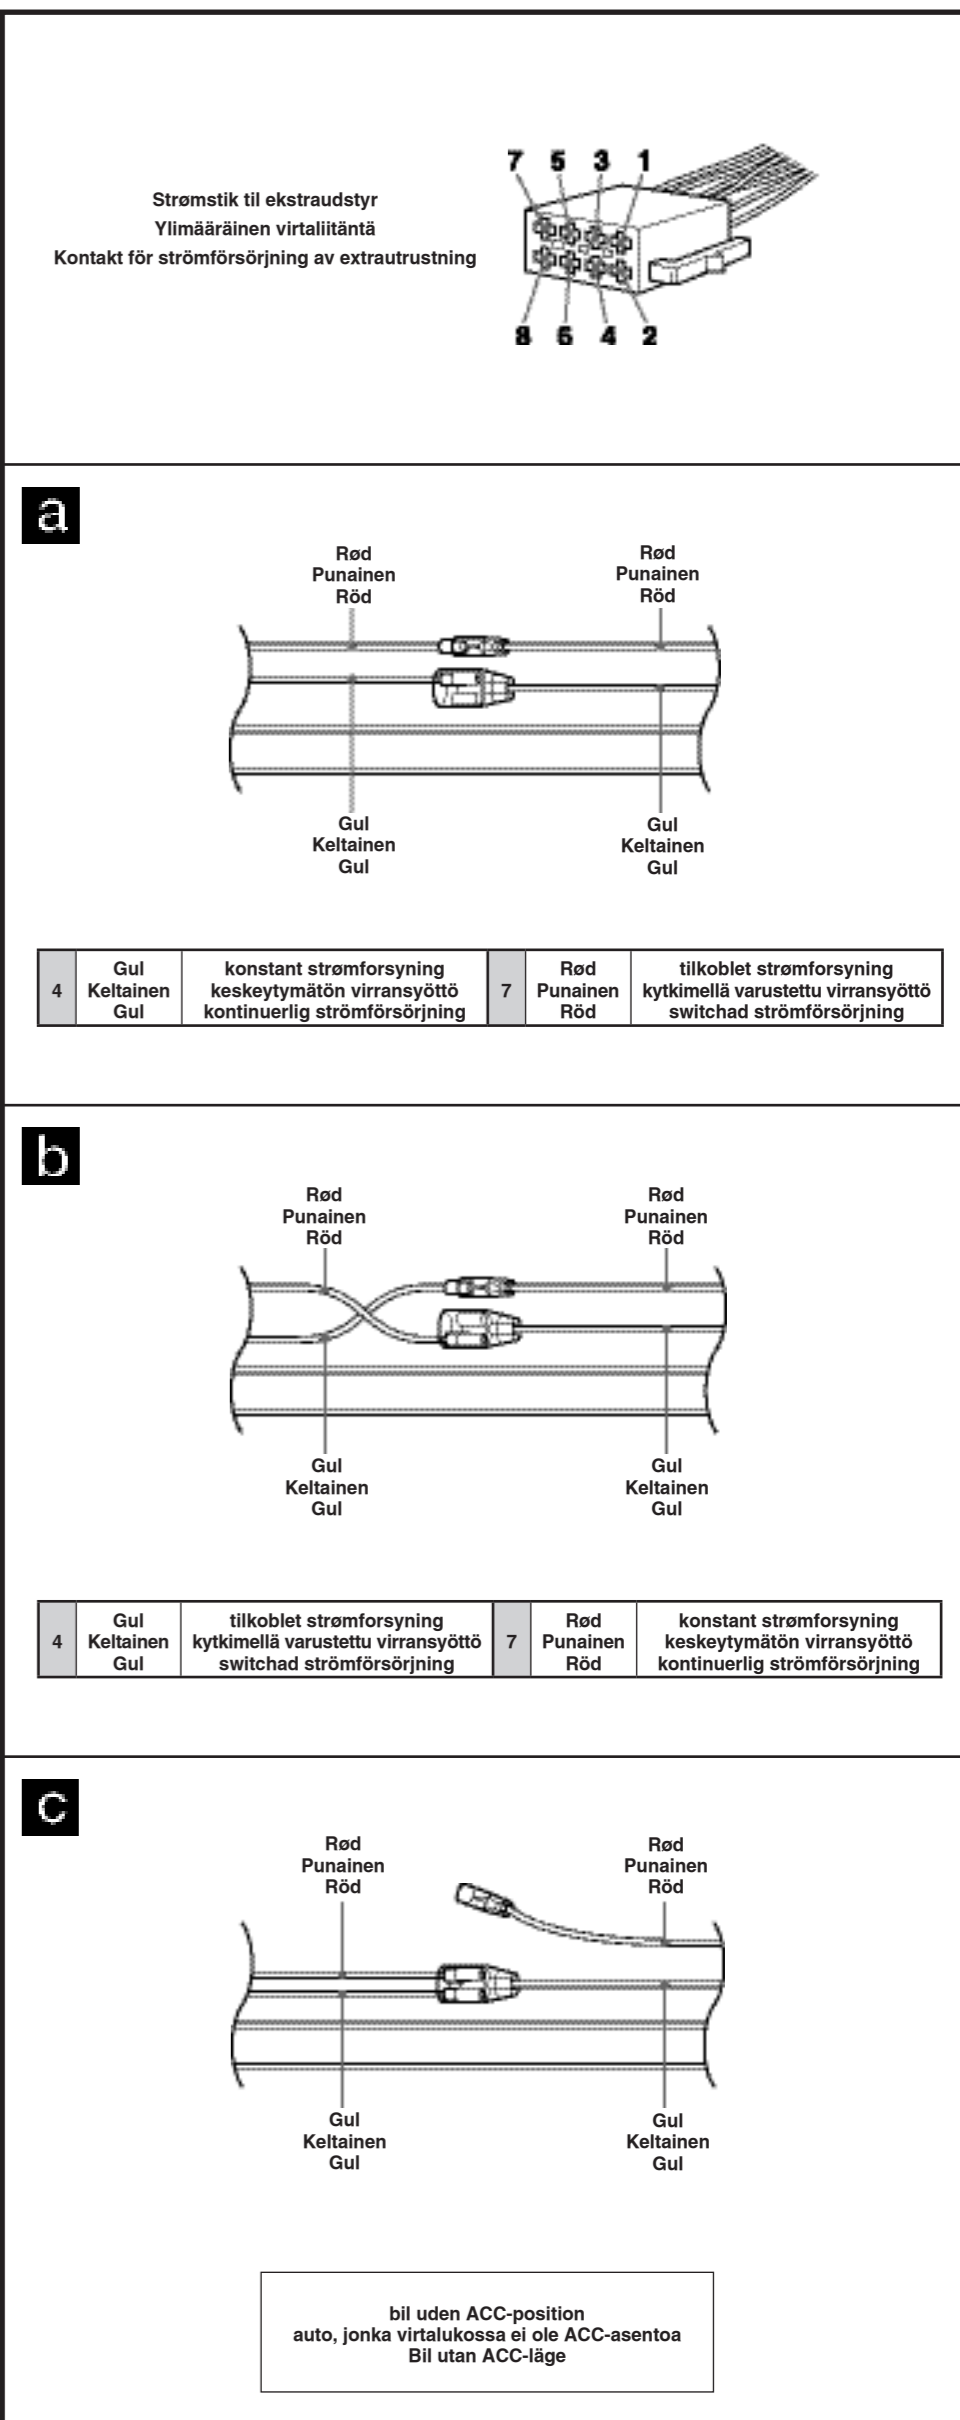 Strømstik til ekstraudstyr
Ylimääräinen virtaliitäntä
Kontakt för strömförsörjning av extrautrustning
7 5 3 1
8 6 4 2
a
Rød
Punainen
Röd
Rød
Punainen
Röd
Gul
Keltainen
Gul
Gul
Keltainen
Gul
4
Gul
Keltainen
Gul
konstant strømforsyning
keskeytymätön virransyöttö
kontinuerlig strömförsörjning
7
Rød
Punainen
Röd
tilkoblet strømforsyning
kytkimellä varustettu virransyöttö
switchad strömförsörjning
b
Rød
Punainen
Röd
Rød
Punainen
Röd
Gul
Keltainen
Gul
Gul
Keltainen
Gul
4
Gul
Keltainen
Gul
tilkoblet strømforsyning
kytkimellä varustettu virransyöttö
switchad strömförsörjning
7
Rød
Punainen
Röd
konstant strømforsyning
keskeytymätön virransyöttö
kontinuerlig strömförsörjning
c
Rød
Punainen
Röd
Rød
Punainen
Röd
Gul
Keltainen
Gul
Gul
Keltainen
Gul
bil uden ACC-position
auto, jonka virtalukossa ei ole ACC-asentoa
Bil utan ACC-läge